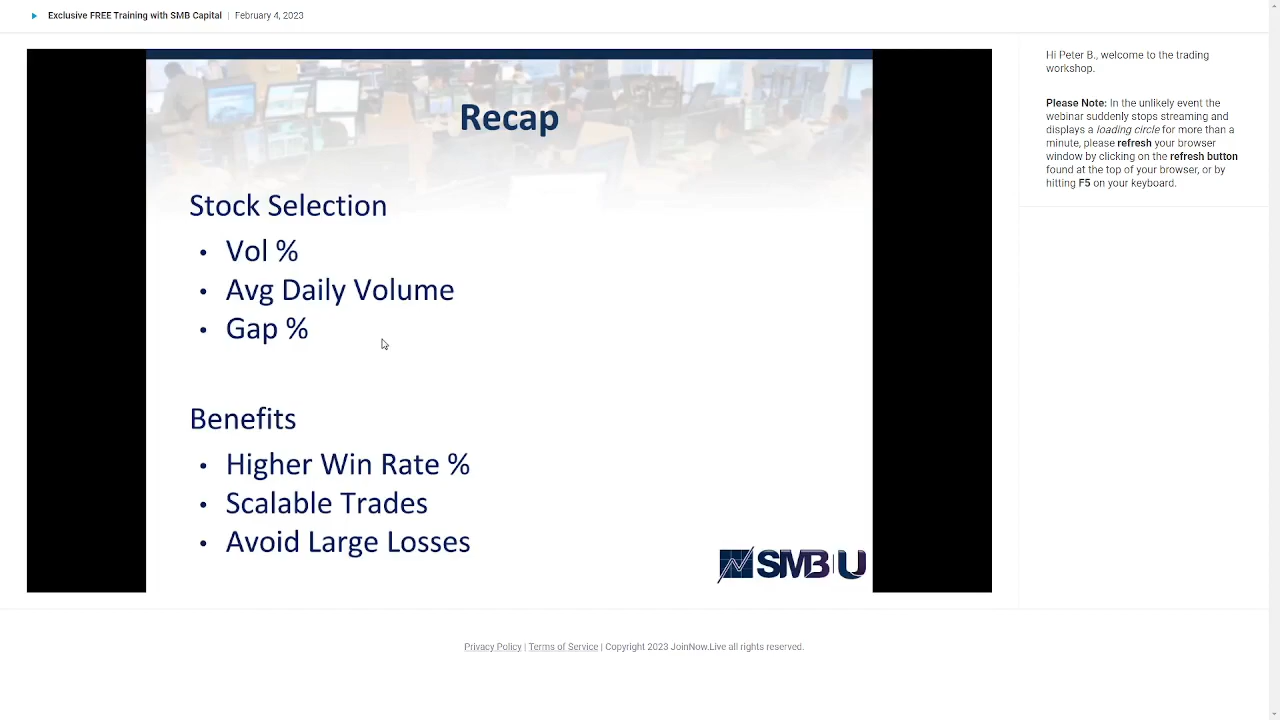 Exclusive FREE Training with SMB Capital | February 4, 2023
Hi Peter B., welcome to the trading
workshop.
Please Note: In the unlikely event the
webinar suddenly stops streaming and
displays a loading circle for more than a
minute, please refresh your browser
window by clicking on the refresh button
found at the top of your browser, or by
hitting F5 on your keyboard.
Recap
Stock Selection
• Vol %
• Avg Daily Volume
• Gap %
Benefits
• Higher Win Rate %
• Scalable Trades
• Avoid Large Losses
SMB U
Privacy Policy | Terms of Service | Copyright 2023 JoinNow.Live all rights reserved.